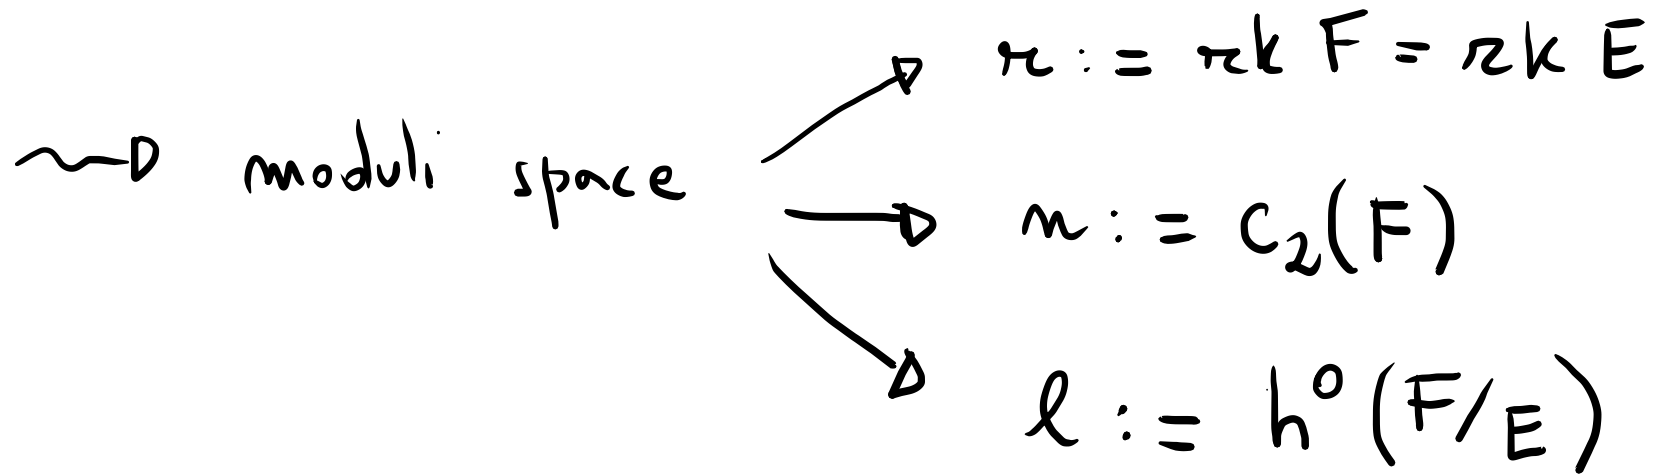 r := rk F = rk E
⇝ moduli space → n := c₂(F)
l := h⁰(F/E)